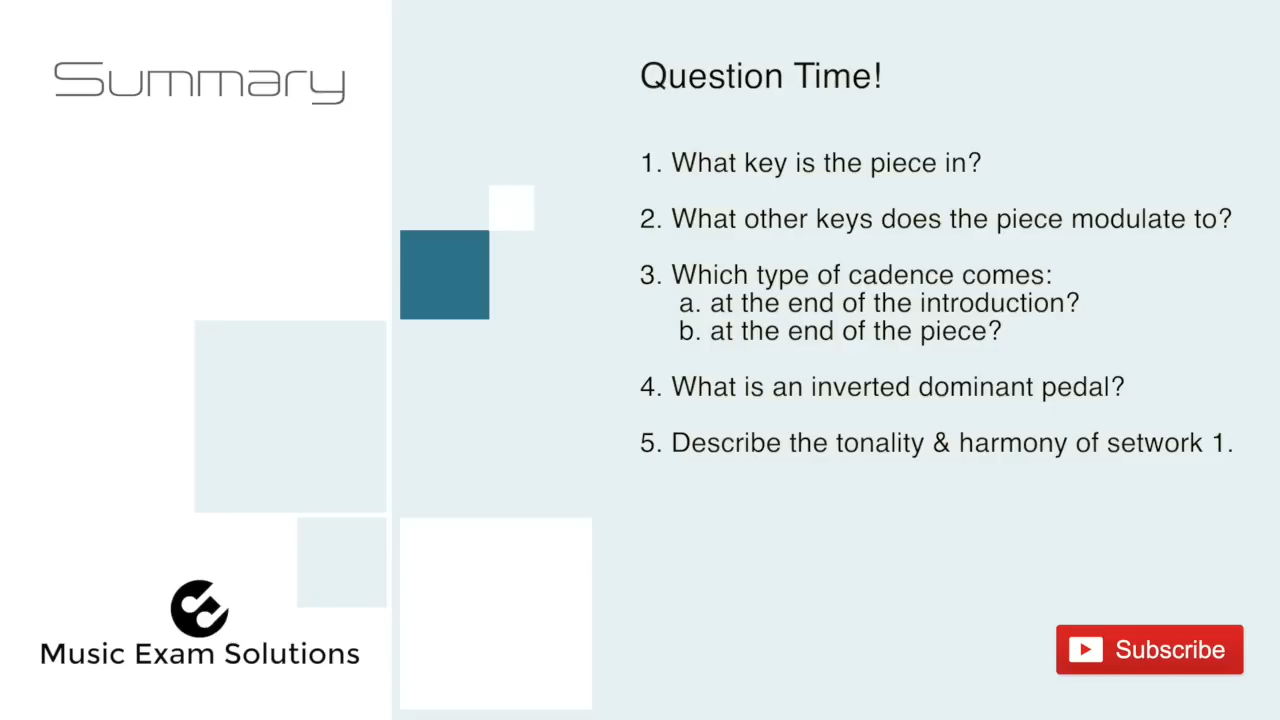 Summary
Question Time!
1. What key is the piece in?
2. What other keys does the piece modulate to?
3. Which type of cadence comes:
a. at the end of the introduction?
b. at the end of the piece?
4. What is an inverted dominant pedal?
5. Describe the tonality & harmony of setwork 1.
Music Exam Solutions
Subscribe